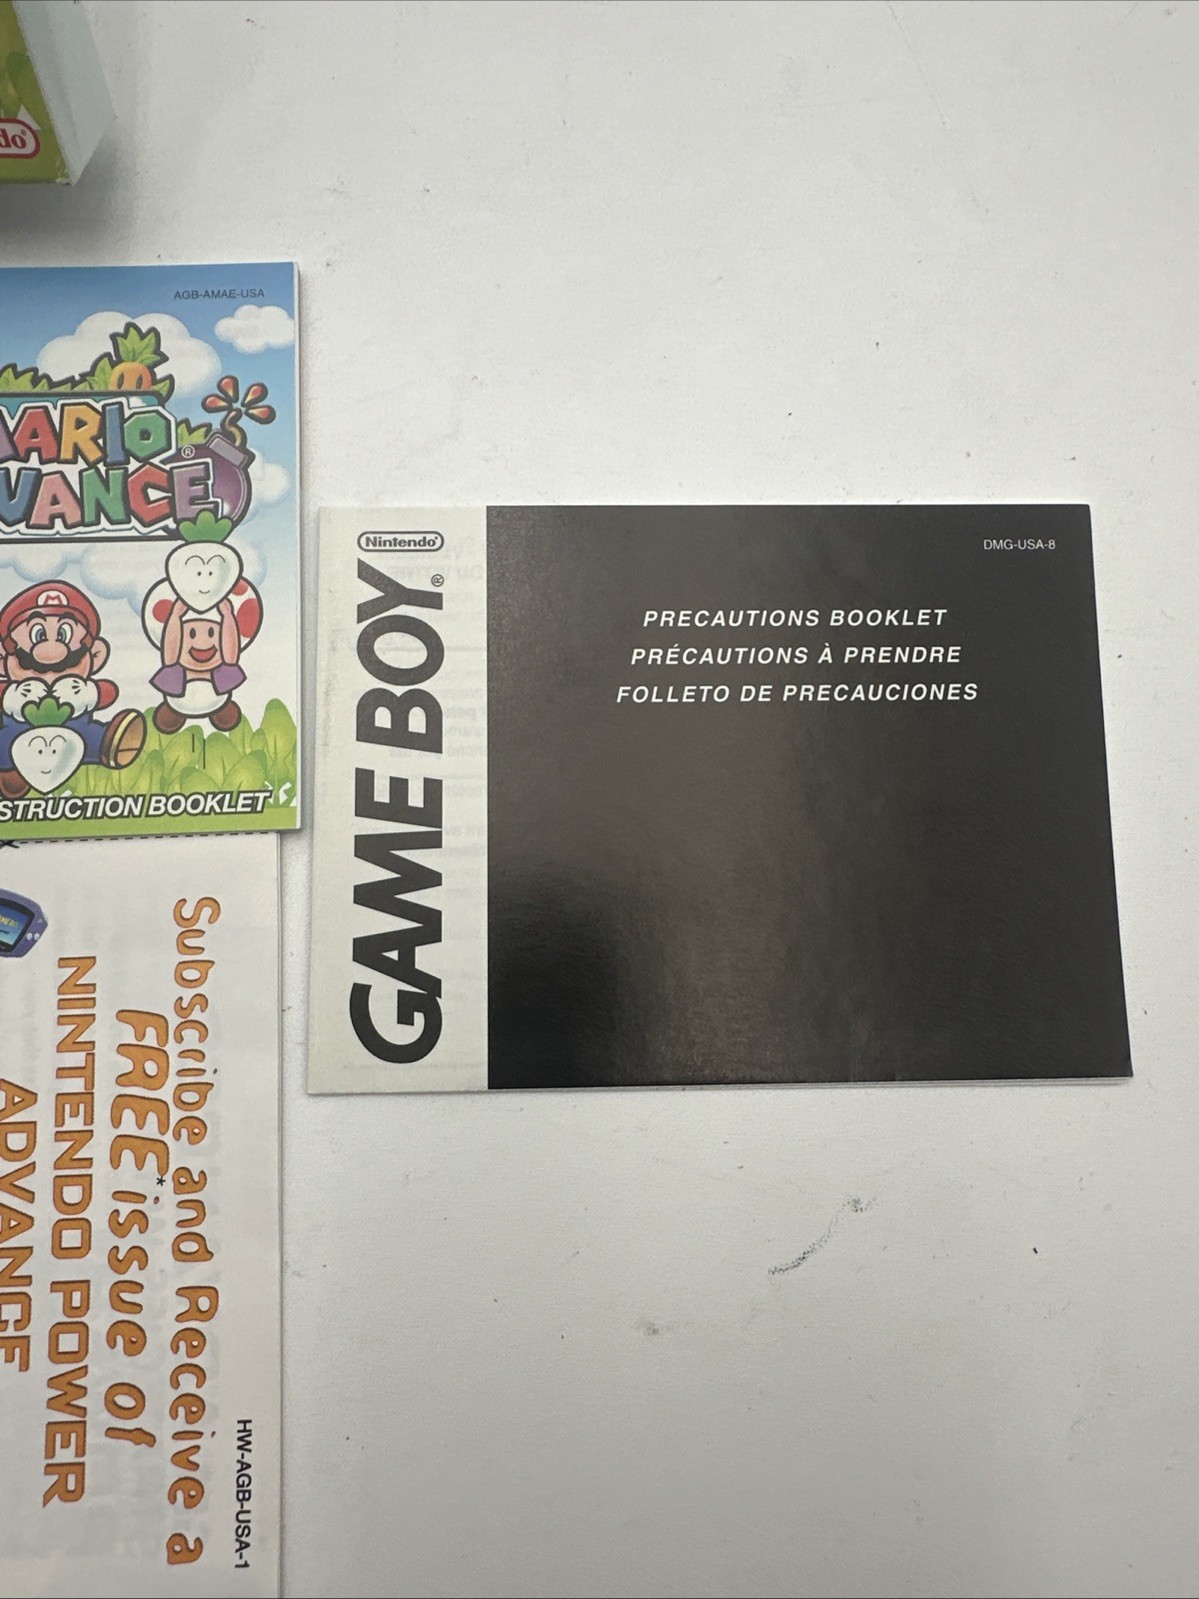 do®
AGB-AMAE-USA
MARIO
VANCE®
STRUCTION BOOKLET
Nintendo®
GAME BOY®
DMG-USA-8
PRECAUTIONS BOOKLET
PRÉCAUTIONS À PRENDRE
FOLLETO DE PRECAUCIONES
Subscribe and Receive a
FREE* issue of
NINTENDO POWER
ADVANCE
HW-AGB-USA-1